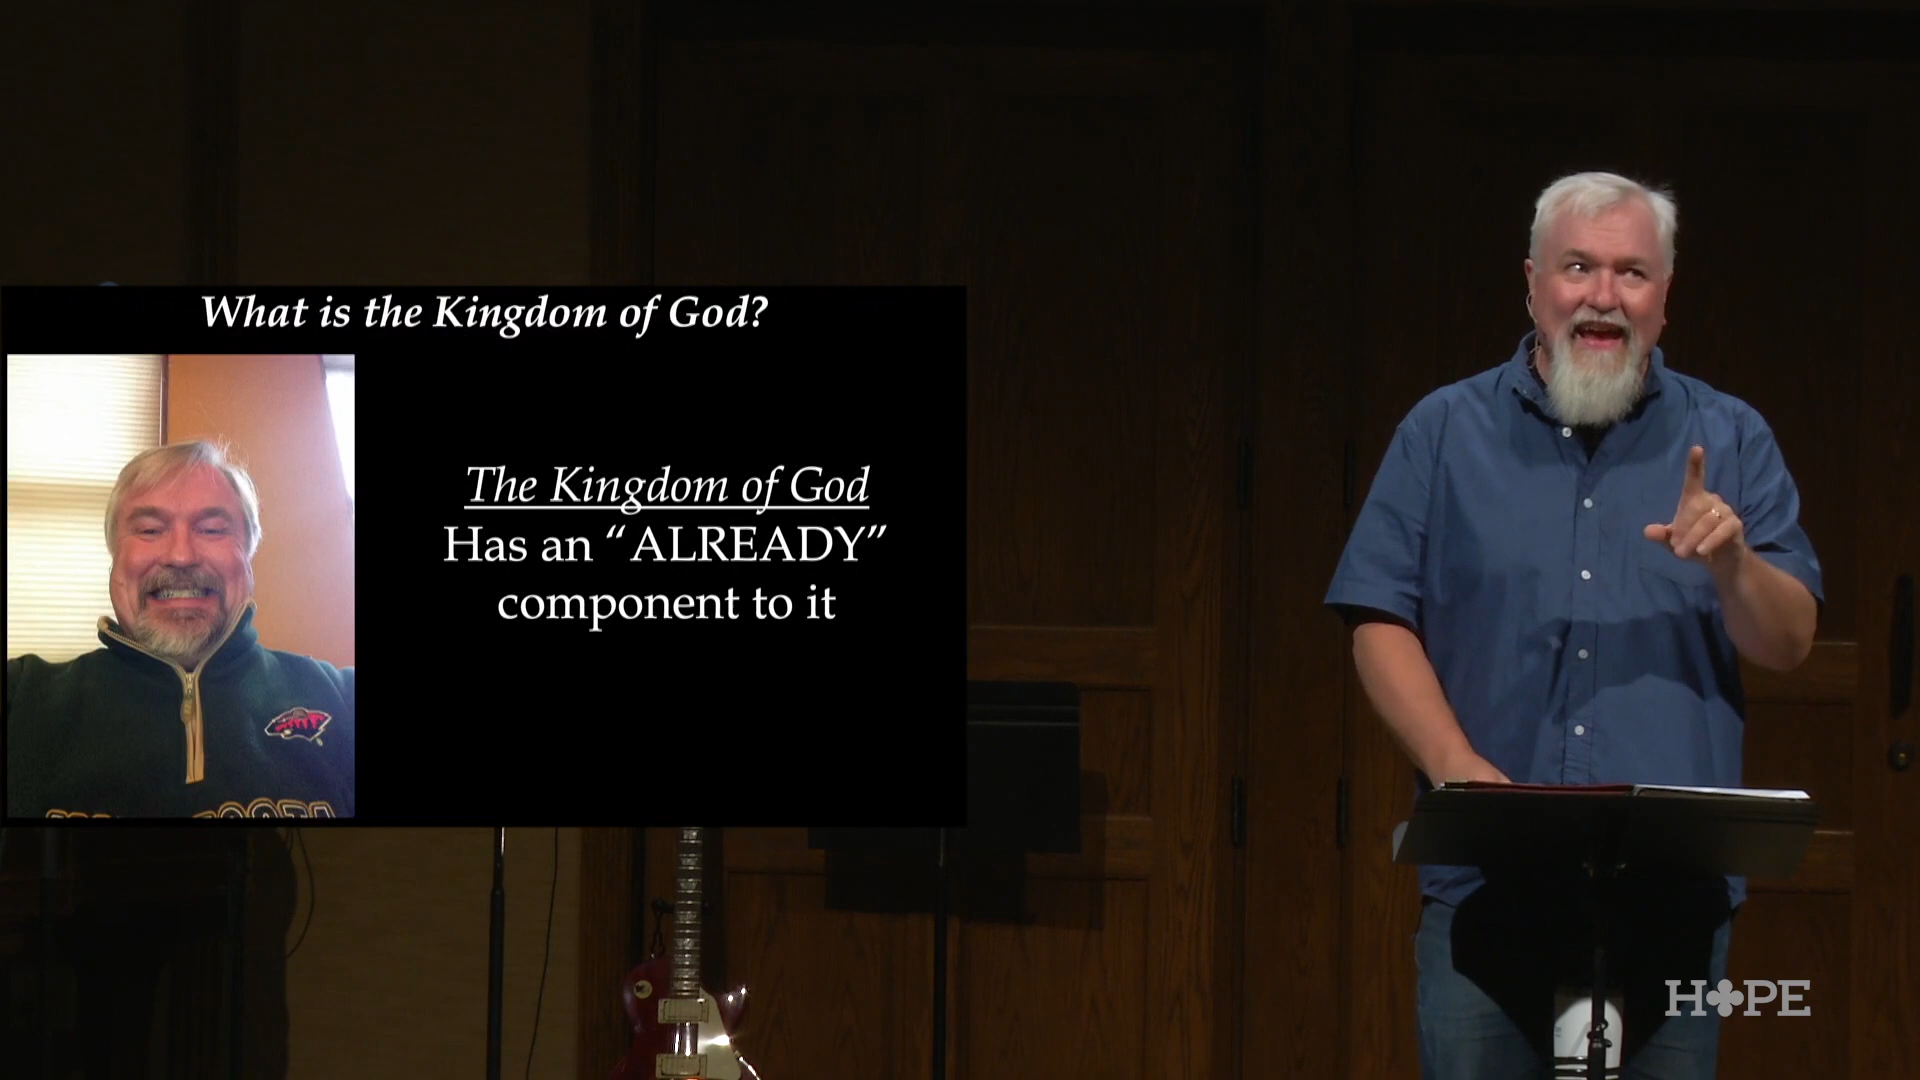 What is the Kingdom of God?
The Kingdom of God
Has an “ALREADY”
component to it
HOPE